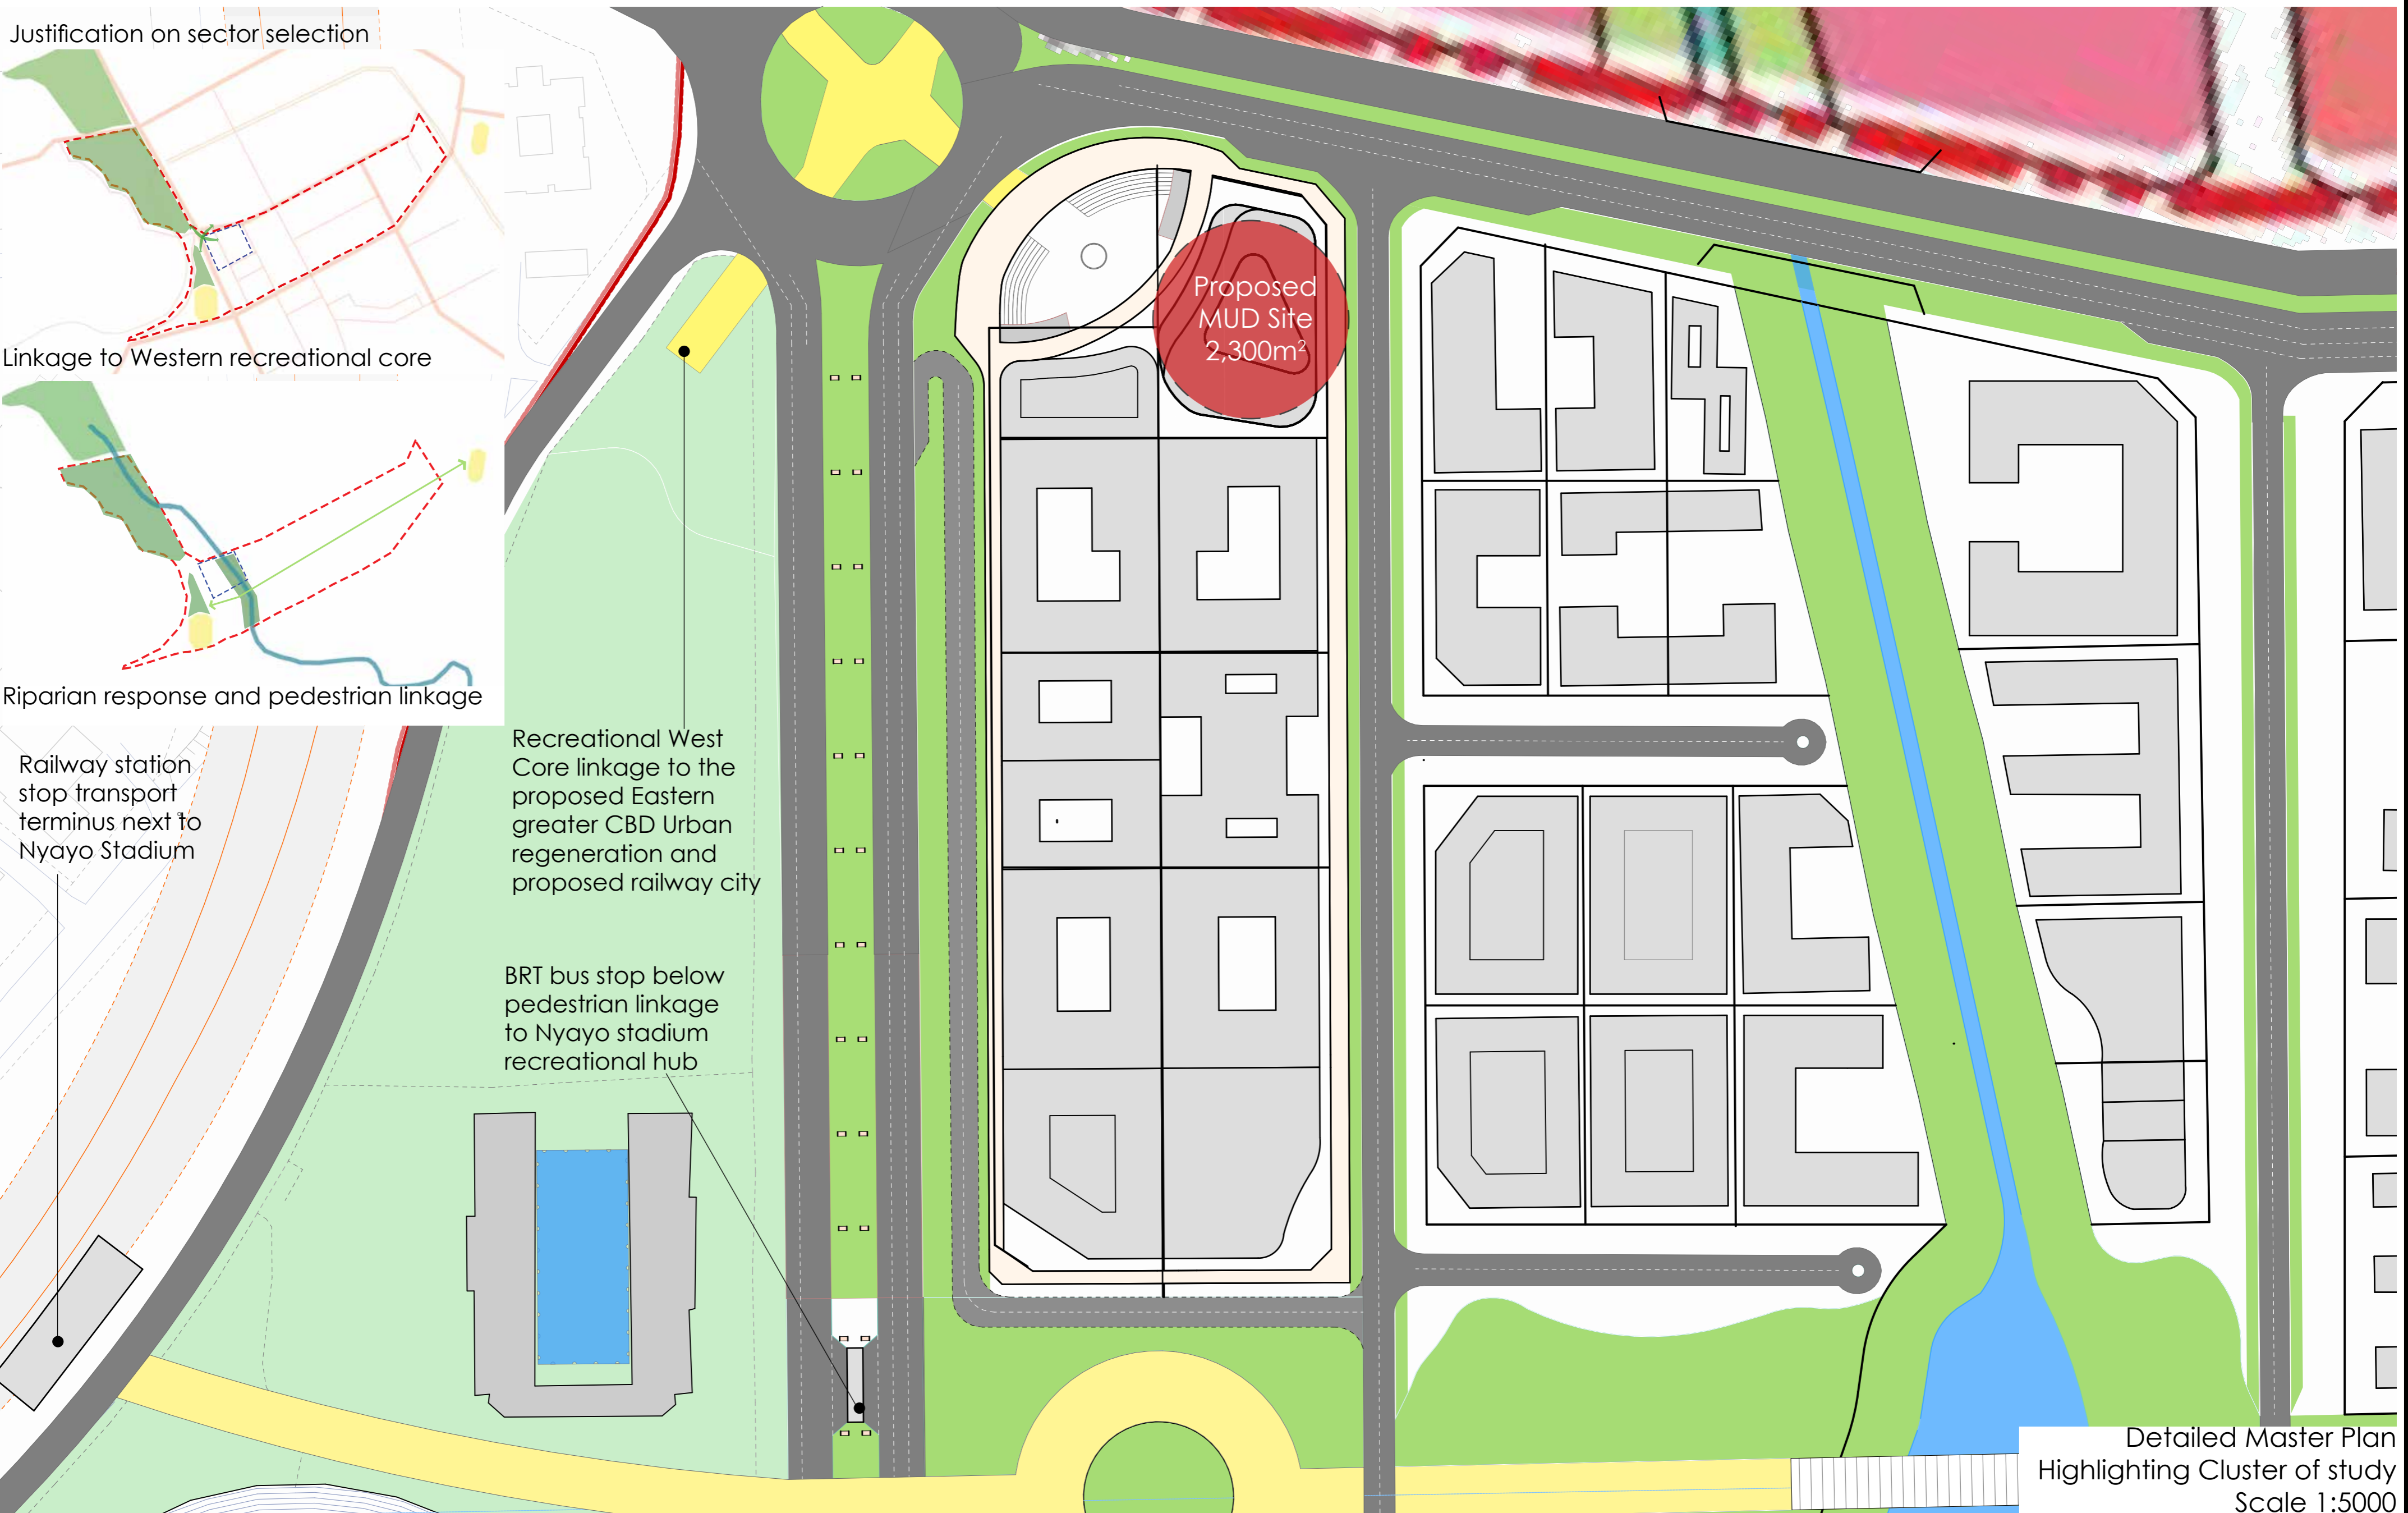 Justification on sector selection
Linkage to Western recreational core
Riparian response and pedestrian linkage
Railway station
stop transport
terminus next to
Nyayo Stadium
Recreational West
Core linkage to the
proposed Eastern
greater CBD Urban
regeneration and
proposed railway city
BRT bus stop below
pedestrian linkage
to Nyayo stadium
recreational hub
Proposed
MUD Site
2,300m²
Detailed Master Plan
Highlighting Cluster of study
Scale 1:5000